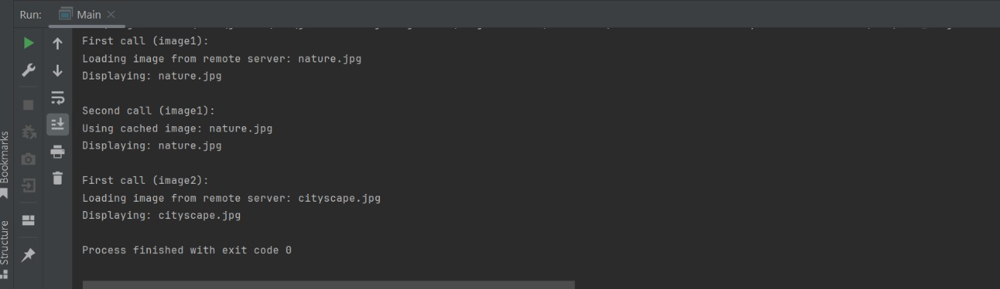 Run: Main
First call (image1):
Loading image from remote server: nature.jpg
Displaying: nature.jpg
Second call (image1):
Using cached image: nature.jpg
Displaying: nature.jpg
First call (image2):
Loading image from remote server: cityscape.jpg
Displaying: cityscape.jpg
Process finished with exit code 0
Bookmarks
Structure